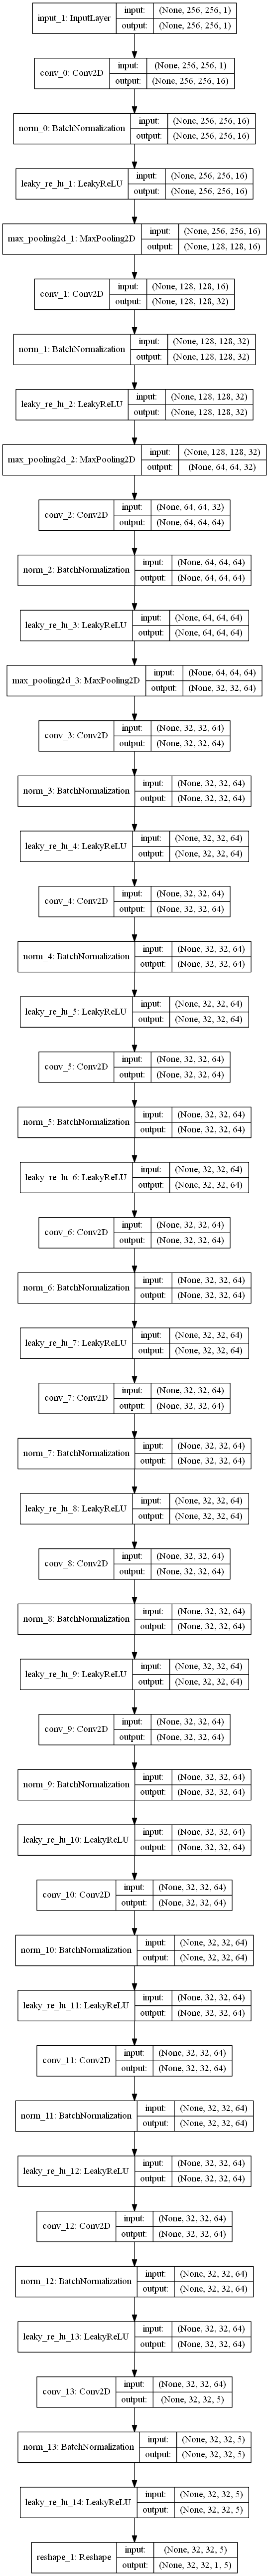 input_1: InputLayer
input: (None, 256, 256, 1)
output: (None, 256, 256, 1)
conv_0: Conv2D
input: (None, 256, 256, 1)
output: (None, 256, 256, 16)
norm_0: BatchNormalization
input: (None, 256, 256, 16)
output: (None, 256, 256, 16)
leaky_re_lu_1: LeakyReLU
input: (None, 256, 256, 16)
output: (None, 256, 256, 16)
max_pooling2d_1: MaxPooling2D
input: (None, 256, 256, 16)
output: (None, 128, 128, 16)
conv_1: Conv2D
input: (None, 128, 128, 16)
output: (None, 128, 128, 32)
norm_1: BatchNormalization
input: (None, 128, 128, 32)
output: (None, 128, 128, 32)
leaky_re_lu_2: LeakyReLU
input: (None, 128, 128, 32)
output: (None, 128, 128, 32)
max_pooling2d_2: MaxPooling2D
input: (None, 128, 128, 32)
output: (None, 64, 64, 32)
conv_2: Conv2D
input: (None, 64, 64, 32)
output: (None, 64, 64, 64)
norm_2: BatchNormalization
input: (None, 64, 64, 64)
output: (None, 64, 64, 64)
leaky_re_lu_3: LeakyReLU
input: (None, 64, 64, 64)
output: (None, 64, 64, 64)
max_pooling2d_3: MaxPooling2D
input: (None, 64, 64, 64)
output: (None, 32, 32, 64)
conv_3: Conv2D
input: (None, 32, 32, 64)
output: (None, 32, 32, 64)
norm_3: BatchNormalization
input: (None, 32, 32, 64)
output: (None, 32, 32, 64)
leaky_re_lu_4: LeakyReLU
input: (None, 32, 32, 64)
output: (None, 32, 32, 64)
conv_4: Conv2D
input: (None, 32, 32, 64)
output: (None, 32, 32, 64)
norm_4: BatchNormalization
input: (None, 32, 32, 64)
output: (None, 32, 32, 64)
leaky_re_lu_5: LeakyReLU
input: (None, 32, 32, 64)
output: (None, 32, 32, 64)
conv_5: Conv2D
input: (None, 32, 32, 64)
output: (None, 32, 32, 64)
norm_5: BatchNormalization
input: (None, 32, 32, 64)
output: (None, 32, 32, 64)
leaky_re_lu_6: LeakyReLU
input: (None, 32, 32, 64)
output: (None, 32, 32, 64)
conv_6: Conv2D
input: (None, 32, 32, 64)
output: (None, 32, 32, 64)
norm_6: BatchNormalization
input: (None, 32, 32, 64)
output: (None, 32, 32, 64)
leaky_re_lu_7: LeakyReLU
input: (None, 32, 32, 64)
output: (None, 32, 32, 64)
conv_7: Conv2D
input: (None, 32, 32, 64)
output: (None, 32, 32, 64)
norm_7: BatchNormalization
input: (None, 32, 32, 64)
output: (None, 32, 32, 64)
leaky_re_lu_8: LeakyReLU
input: (None, 32, 32, 64)
output: (None, 32, 32, 64)
conv_8: Conv2D
input: (None, 32, 32, 64)
output: (None, 32, 32, 64)
norm_8: BatchNormalization
input: (None, 32, 32, 64)
output: (None, 32, 32, 64)
leaky_re_lu_9: LeakyReLU
input: (None, 32, 32, 64)
output: (None, 32, 32, 64)
conv_9: Conv2D
input: (None, 32, 32, 64)
output: (None, 32, 32, 64)
norm_9: BatchNormalization
input: (None, 32, 32, 64)
output: (None, 32, 32, 64)
leaky_re_lu_10: LeakyReLU
input: (None, 32, 32, 64)
output: (None, 32, 32, 64)
conv_10: Conv2D
input: (None, 32, 32, 64)
output: (None, 32, 32, 64)
norm_10: BatchNormalization
input: (None, 32, 32, 64)
output: (None, 32, 32, 64)
leaky_re_lu_11: LeakyReLU
input: (None, 32, 32, 64)
output: (None, 32, 32, 64)
conv_11: Conv2D
input: (None, 32, 32, 64)
output: (None, 32, 32, 64)
norm_11: BatchNormalization
input: (None, 32, 32, 64)
output: (None, 32, 32, 64)
leaky_re_lu_12: LeakyReLU
input: (None, 32, 32, 64)
output: (None, 32, 32, 64)
conv_12: Conv2D
input: (None, 32, 32, 64)
output: (None, 32, 32, 64)
norm_12: BatchNormalization
input: (None, 32, 32, 64)
output: (None, 32, 32, 64)
leaky_re_lu_13: LeakyReLU
input: (None, 32, 32, 64)
output: (None, 32, 32, 64)
conv_13: Conv2D
input: (None, 32, 32, 64)
output: (None, 32, 32, 5)
norm_13: BatchNormalization
input: (None, 32, 32, 5)
output: (None, 32, 32, 5)
leaky_re_lu_14: LeakyReLU
input: (None, 32, 32, 5)
output: (None, 32, 32, 5)
reshape_1: Reshape
input: (None, 32, 32, 5)
output: (None, 32, 32, 1, 5)